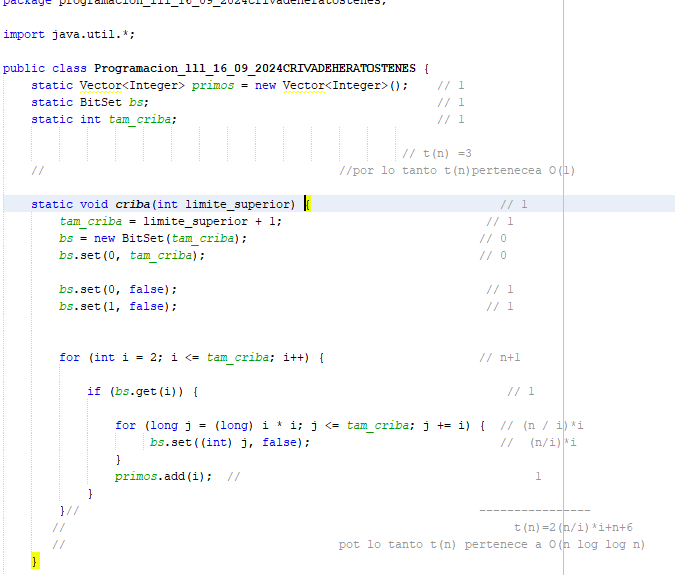 package programacion_lll_16_09_2024crivadeheratostenes;
import java.util.*;
public class Programacion_lll_16_09_2024CRIVADEHERATOSTENES {
static Vector<Integer> primos = new Vector<Integer>(); // 1
static BitSet bs; // 1
static int tam_criba; // 1
// t(n) =3
// //por lo tanto t(n)pertenecea O(1)
static void criba(int limite_superior) { // 1
tam_criba = limite_superior + 1; // 1
bs = new BitSet(tam_criba); // 0
bs.set(0, tam_criba); // 0
bs.set(0, false); // 1
bs.set(1, false); // 1
for (int i = 2; i <= tam_criba; i++) { // n+1
if (bs.get(i)) { // 1
for (long j = (long) i * i; j <= tam_criba; j += i) { // (n / i)*i
bs.set((int) j, false); // (n/i)*i
}
primos.add(i); // 1
}
}// ----------------
// t(n)=2(n/i)*i+n+6
// pot lo tanto t(n) pertenece a O(n log log n)
}